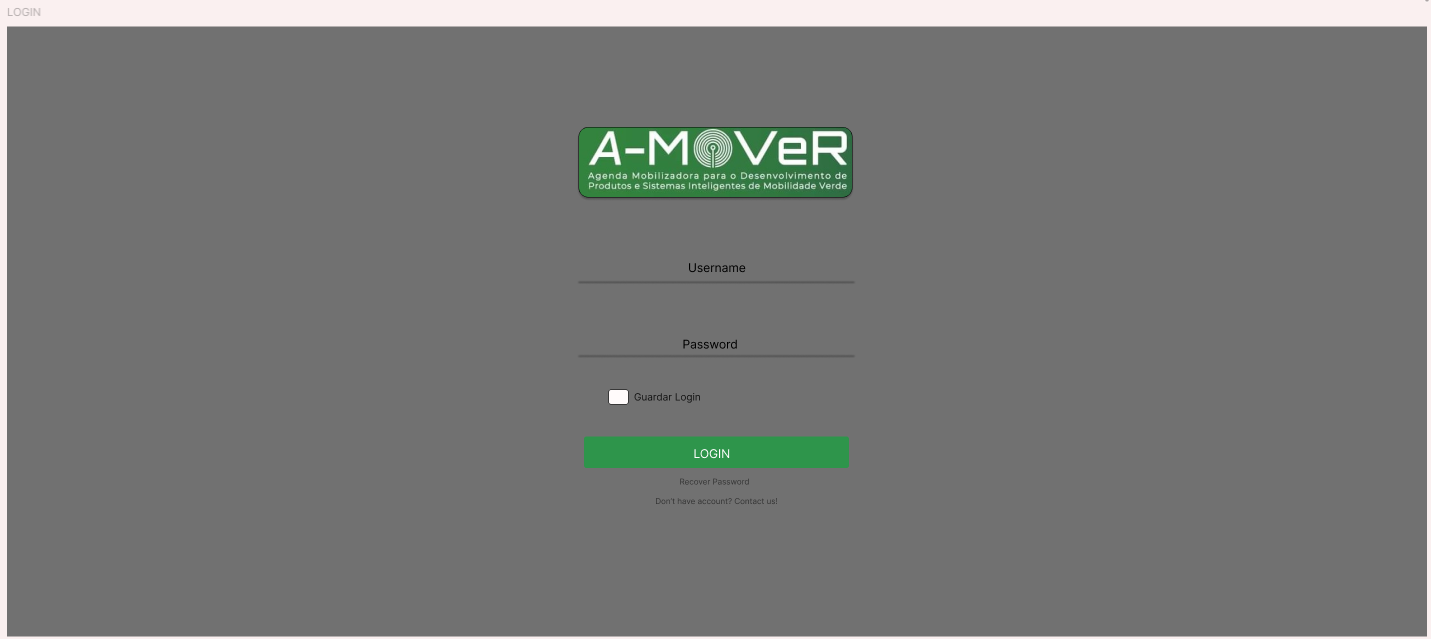 LOGIN
A-MOVeR
Agenda Mobilizadora para o Desenvolvimento de
Produtos e Sistemas Inteligentes de Mobilidade Verde
Username
Password
Guardar Login
LOGIN
Recover Password
Don't have account? Contact us!